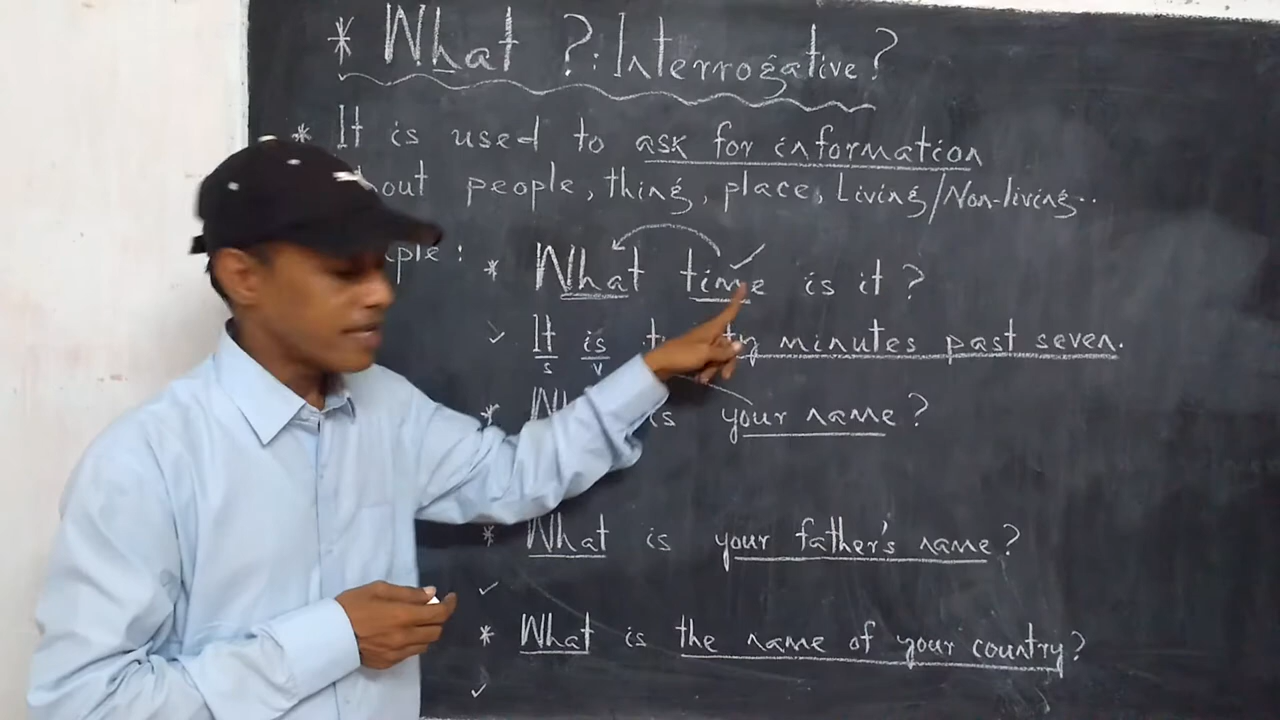 * What ?: Interrogative?
* It is used to ask for information
people, thing, place, Living/Non-living..
* What time is it?
✓ It is minutes past seven.
s v
* is your name?
* What is your father's name?
✓
* What is the name of your country?
✓